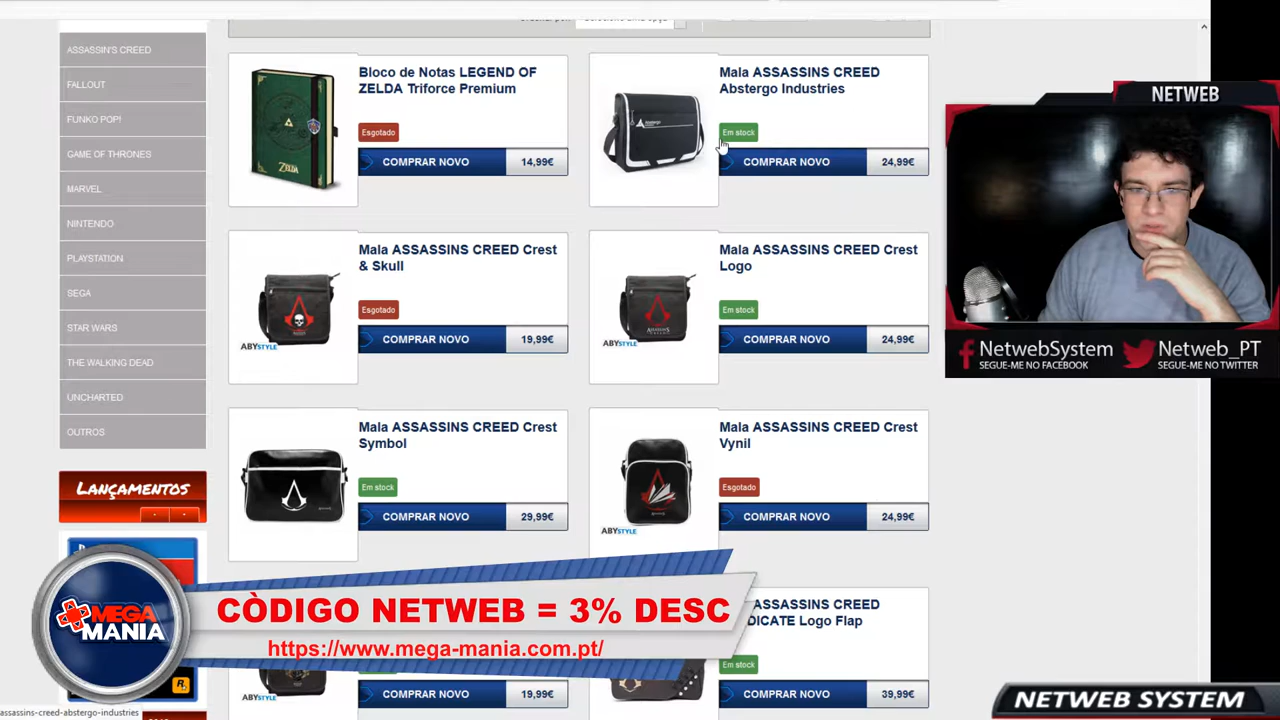 ASSASSIN'S CREED
FALLOUT
FUNKO POP!
GAME OF THRONES
MARVEL
NINTENDO
PLAYSTATION
SEGA
STAR WARS
THE WALKING DEAD
UNCHARTED
OUTROS
LANÇAMENTOS
Bloco de Notas LEGEND OF
ZELDA Triforce Premium
Esgotado
COMPRAR NOVO 14,99€
ZELDA
Mala ASSASSINS CREED
Abstergo Industries
Em stock
COMPRAR NOVO 24,99€
Abstergo
Mala ASSASSINS CREED Crest
& Skull
Esgotado
COMPRAR NOVO 19,99€
ABYSTYLE
Mala ASSASSINS CREED Crest
Logo
Em stock
COMPRAR NOVO 24,99€
ABYSTYLE
Mala ASSASSINS CREED Crest
Symbol
Em stock
COMPRAR NOVO 29,99€
Mala ASSASSINS CREED Crest
Vynil
Esgotado
COMPRAR NOVO 24,99€
ABYSTYLE
COMPRAR NOVO 19,99€
ABYSTYLE
ASSASSINS CREED
DICATE Logo Flap
Em stock
COMPRAR NOVO 39,99€
MEGA
MANIA
CÒDIGO NETWEB = 3% DESC
https://www.mega-mania.com.pt/
assassins-creed-abstergo-industries
NETWEB
NetwebSystem
SEGUE-ME NO FACEBOOK
Netweb_PT
SEGUE-ME NO TWITTER
NETWEB SYSTEM